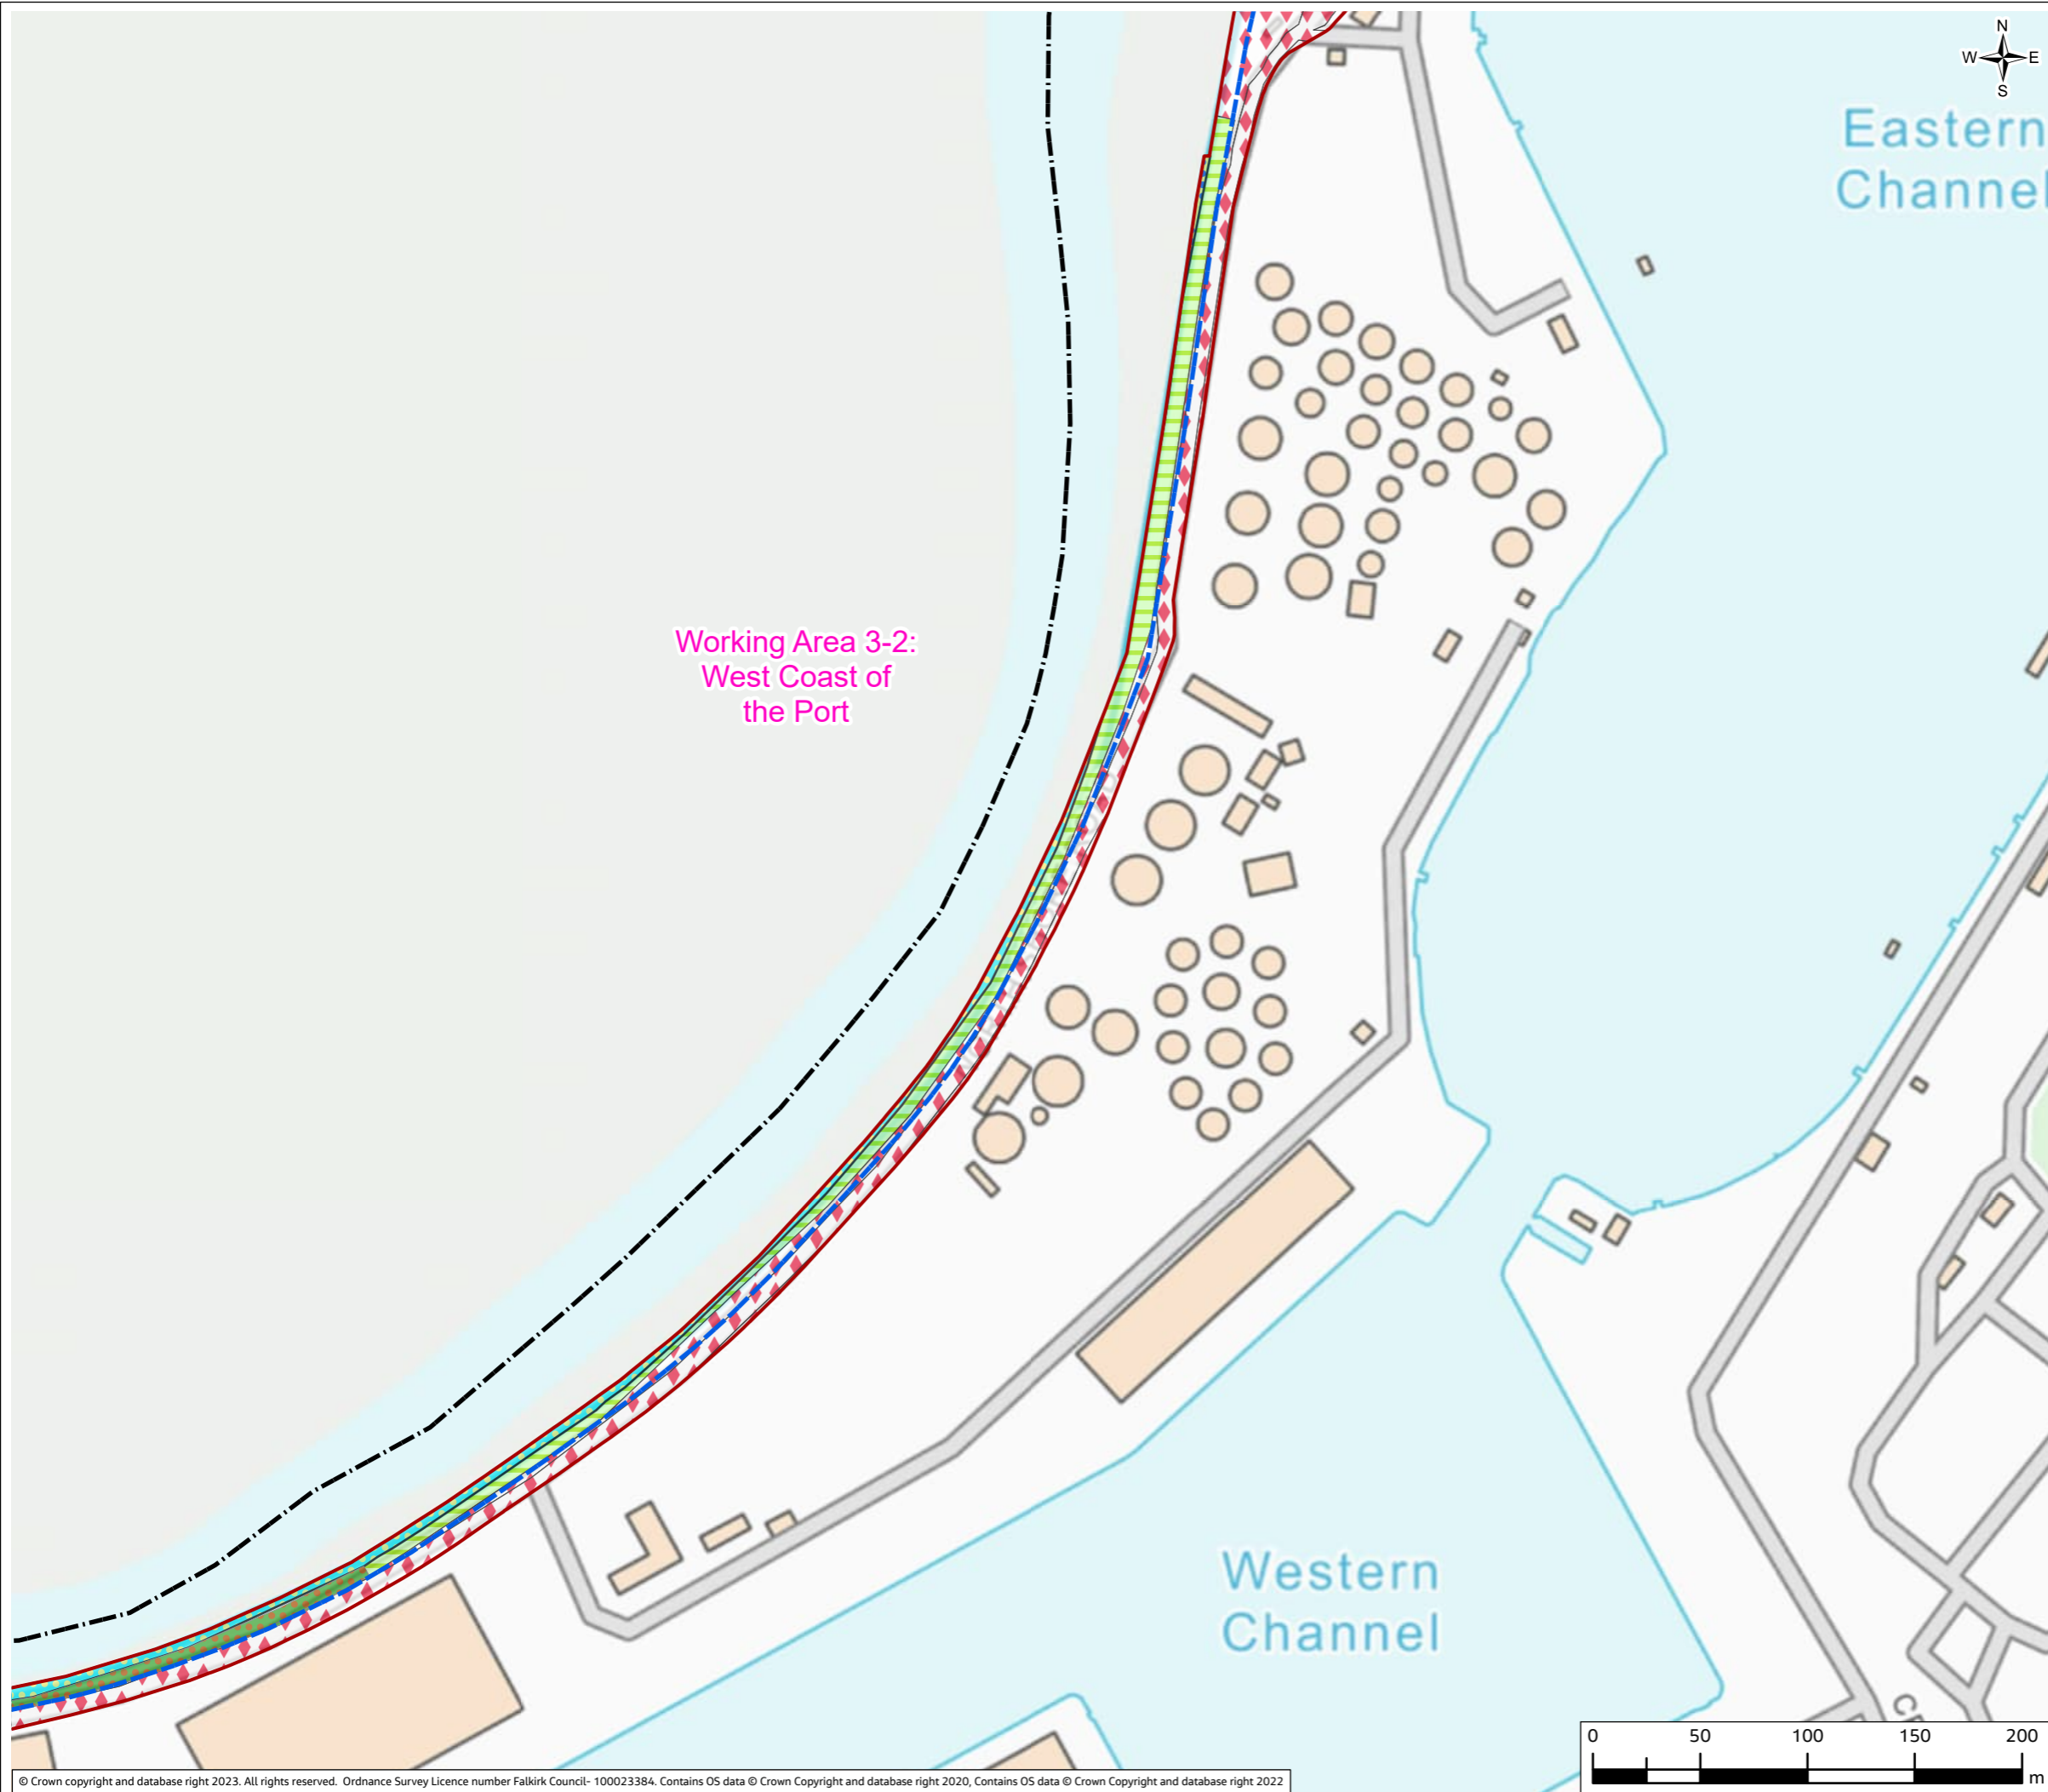 N
W E
S
Eastern
Channel
Working Area 3-2:
West Coast of
the Port
Western
Channel
0 50 100 150 200
m
© Crown copyright and database right 2023. All rights reserved. Ordnance Survey Licence number Falkirk Council- 100023384. Contains OS data © Crown Copyright and database right 2020, Contains OS data © Crown Copyright and database right 2022